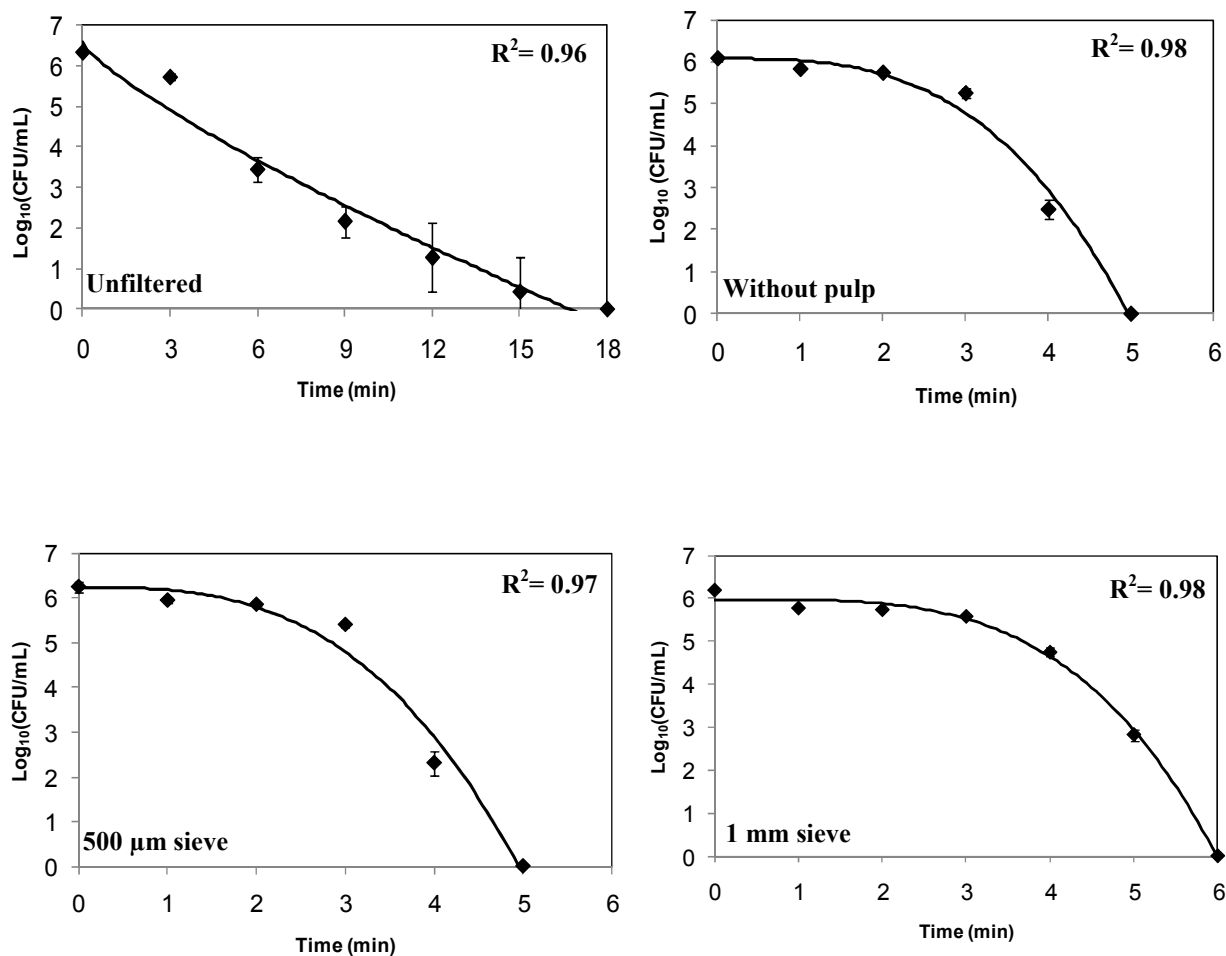 7
6
5
4
3
2
1
0
Log₁₀(CFU/mL)
R²= 0.96
Unfiltered
0 3 6 9 12 15 18
Time (min)
7
6
5
4
3
2
1
0
Log₁₀ (CFU/mL)
R²= 0.98
Without pulp
0 1 2 3 4 5 6
Time (min)
7
6
5
4
3
2
1
0
Log₁₀(CFU/mL)
R²= 0.97
500 µm sieve
0 1 2 3 4 5 6
Time (min)
7
6
5
4
3
2
1
0
Log₁₀(CFU/mL)
R²= 0.98
1 mm sieve
0 1 2 3 4 5 6
Time (min)